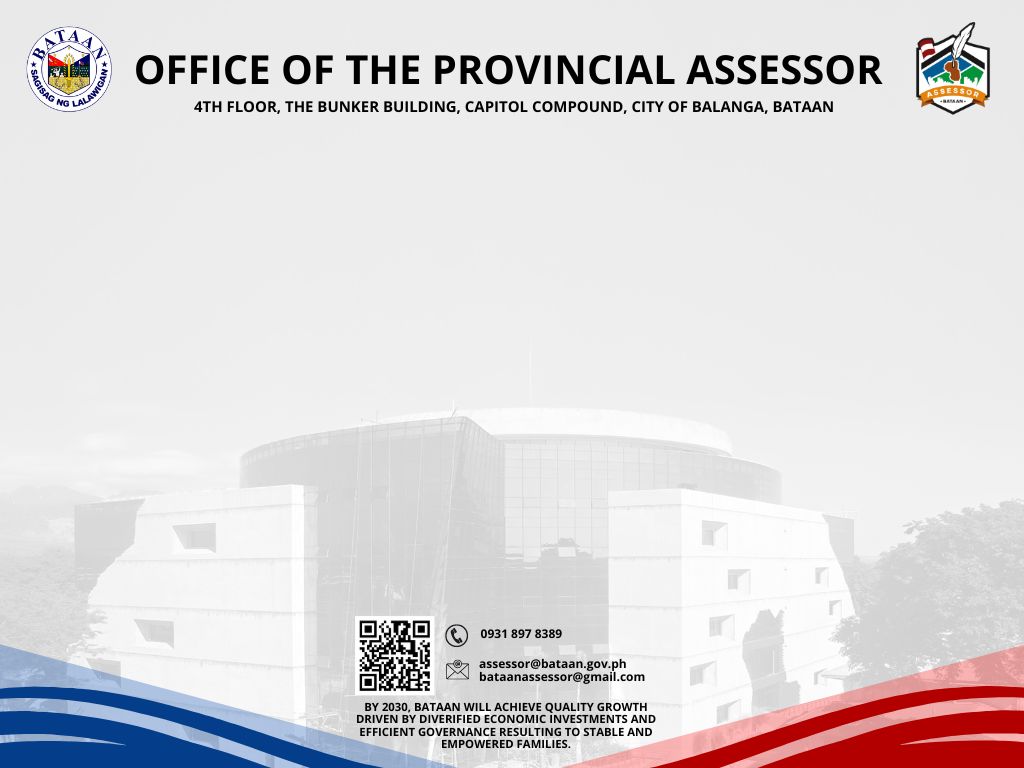 BATAAN
SAGISAG NG LALAWIGAN
OFFICE OF THE PROVINCIAL ASSESSOR
4TH FLOOR, THE BUNKER BUILDING, CAPITOL COMPOUND, CITY OF BALANGA, BATAAN
ASSESSOR
BATAAN
0931 897 8389
assessor@bataan.gov.ph
bataanassessor@gmail.com
BY 2030, BATAAN WILL ACHIEVE QUALITY GROWTH
DRIVEN BY DIVERIFIED ECONOMIC INVESTMENTS AND
EFFICIENT GOVERNANCE RESULTING TO STABLE AND
EMPOWERED FAMILIES.